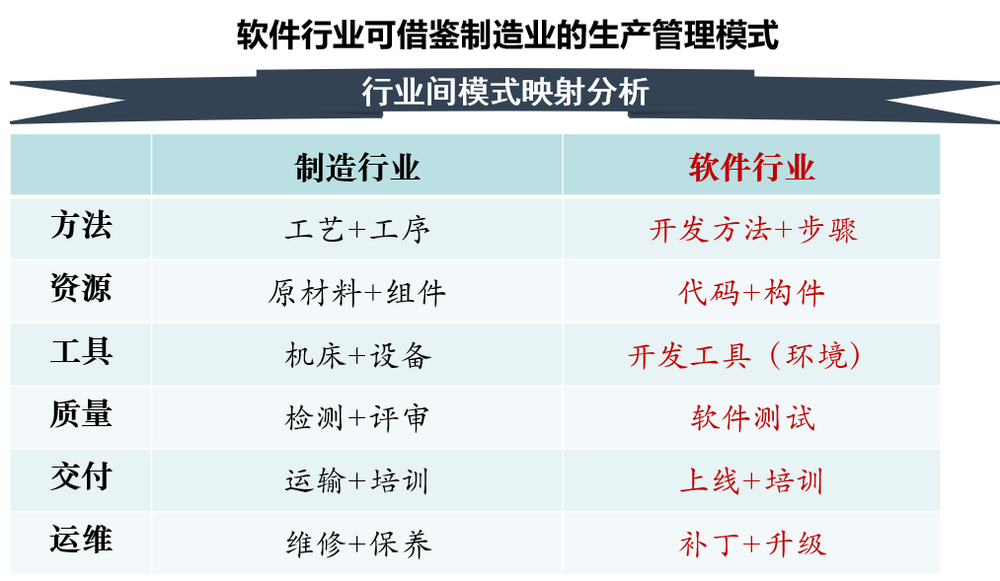 软件行业可借鉴制造业的生产管理模式
行业间模式映射分析
制造行业 软件行业
方法 工艺+工序 开发方法+步骤
资源 原材料+组件 代码+构件
工具 机床+设备 开发工具（环境）
质量 检测+评审 软件测试
交付 运输+培训 上线+培训
运维 维修+保养 补丁+升级